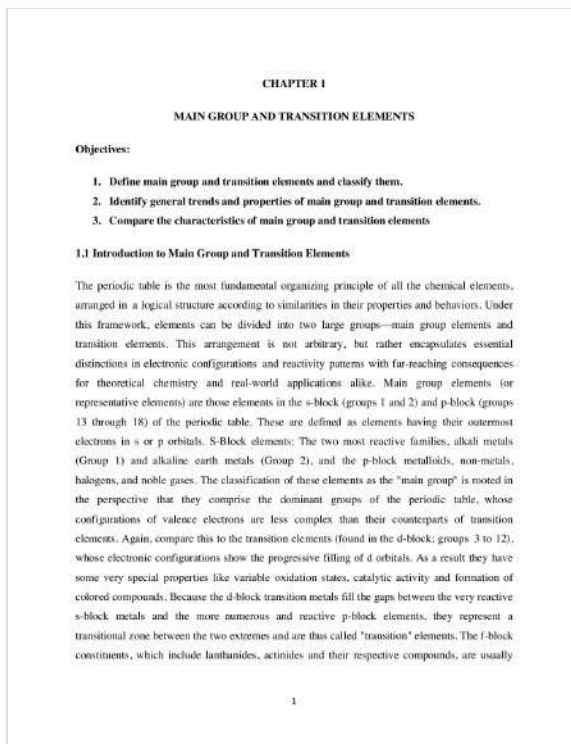 CHAPTER 1
MAIN GROUP AND TRANSITION ELEMENTS
Objectives:
1. Define main group and transition elements and classify them.
2. Identify general trends and properties of main group and transition elements.
3. Compare the characteristics of main group and transition elements
1.1 Introduction to Main Group and Transition Elements
The periodic table is the most fundamental organizing principle of all the chemical elements,
arranged in a logical structure according to similarities in their properties and behaviors. Under
this framework, elements can be divided into two large groups—main group elements and
transition elements. This arrangement is not arbitrary, but rather encapsulates essential
distinctions in electronic configurations and reactivity patterns with far-reaching consequences
for theoretical chemistry and real-world applications alike. Main group elements (or
representative elements) are those elements in the s-block (groups 1 and 2) and p-block (groups
13 through 18) of the periodic table. These are defined as elements having their outermost
electrons in s or p orbitals. S-Block elements: The two most reactive families, alkali metals
(Group 1) and alkaline earth metals (Group 2), and the p-block metalloids, non-metals,
halogens, and noble gases. The classification of these elements as the "main group" is rooted in
the perspective that they comprise the dominant groups of the periodic table, whose
configurations of valence electrons are less complex than their counterparts of transition
elements. Again, compare this to the transition elements (found in the d-block; groups 3 to 12),
whose electronic configurations show the progressive filling of d orbitals. As a result they have
some very special properties like variable oxidation states, catalytic activity and formation of
colored compounds. Because the d-block transition metals fill the gaps between the very reactive
s-block metals and the more numerous and reactive p-block elements, they represent a
transitional zone between the two extremes and are thus called "transition" elements. The f-block
constituents, which include lanthanides, actinides and their respective compounds, are usually
1